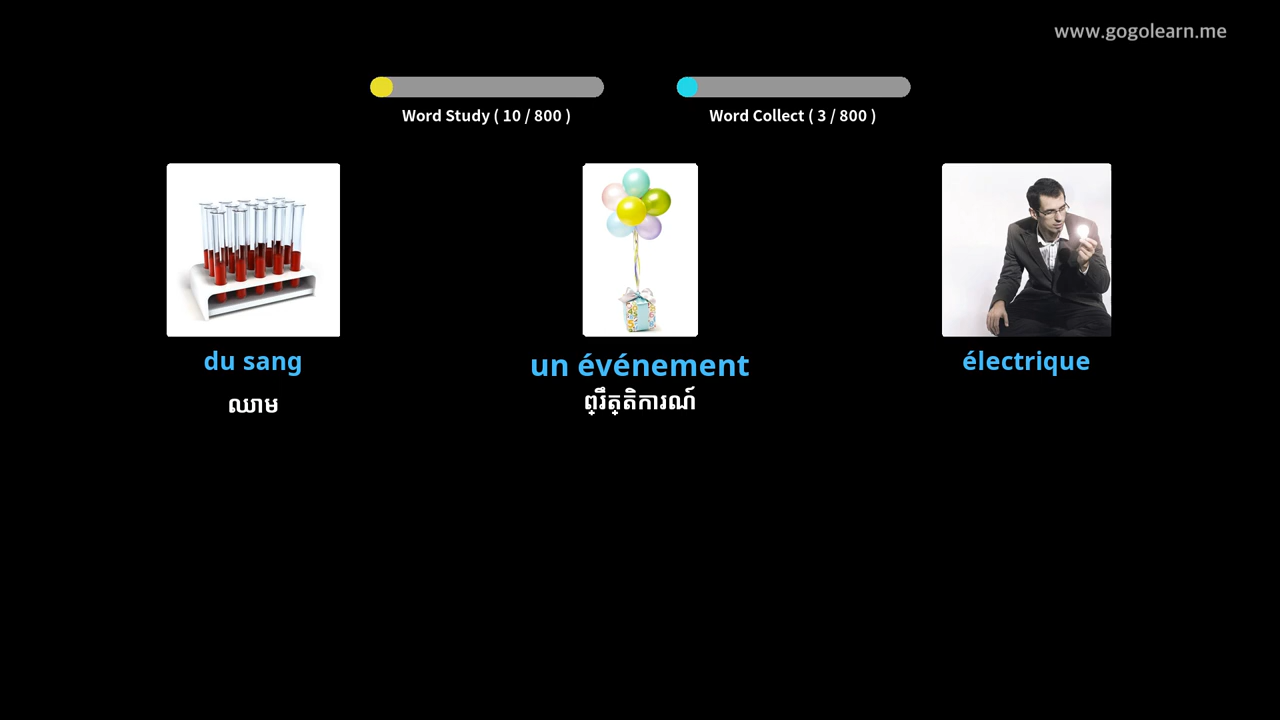 www.gogolearn.me
Word Study ( 10 / 800 )
Word Collect ( 3 / 800 )
du sang
ឈាម
un événement
ព្រឹត្តិការណ៍
électrique